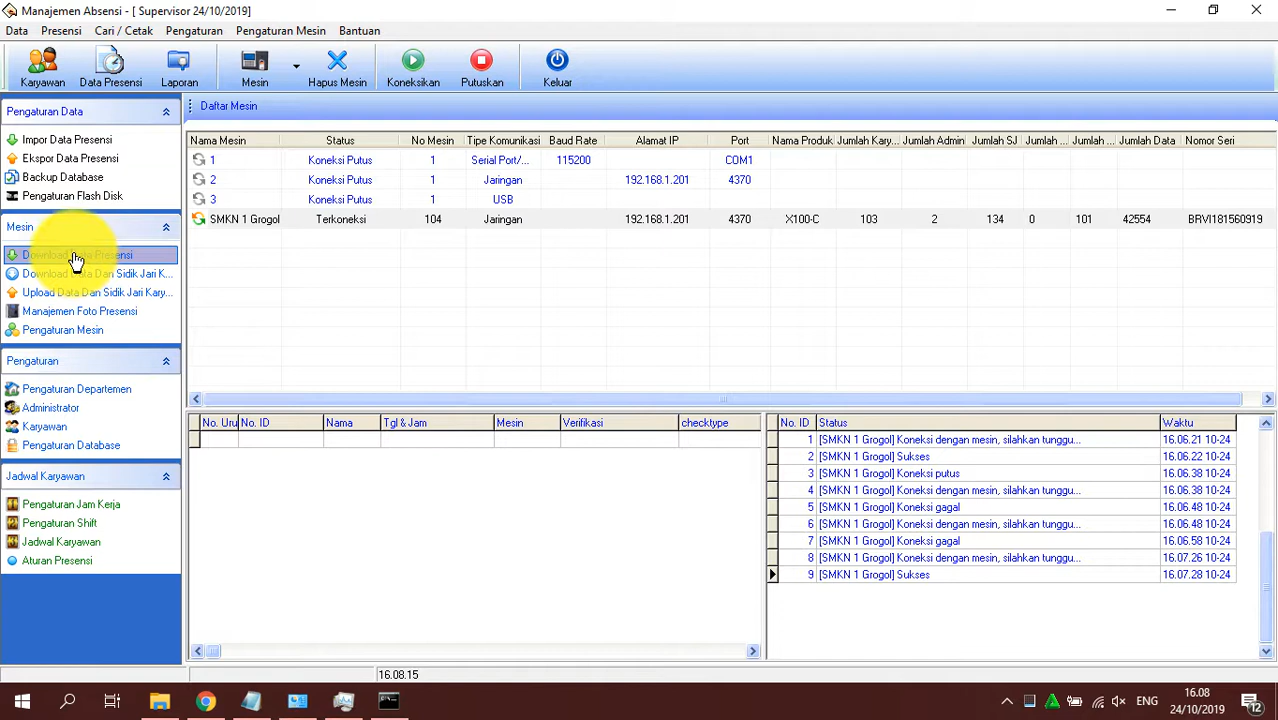 Manajemen Absensi - [ Supervisor 24/10/2019]
Data Presensi Cari / Cetak Pengaturan Pengaturan Mesin Bantuan
Karyawan Data Presensi Laporan Mesin Hapus Mesin Koneksikan Putuskan Keluar
Pengaturan Data
Impor Data Presensi
Ekspor Data Presensi
Backup Database
Pengaturan Flash Disk
Mesin
Download Data Presensi
Download Data Dan Sidik Jari K...
Upload Data Dan Sidik Jari Kary...
Manajemen Foto Presensi
Pengaturan Mesin
Pengaturan
Pengaturan Departemen
Administrator
Karyawan
Pengaturan Database
Jadwal Karyawan
Pengaturan Jam Kerja
Pengaturan Shift
Jadwal Karyawan
Aturan Presensi
Daftar Mesin
Nama Mesin Status No Mesin Tipe Komunikasi Baud Rate Alamat IP Port Nama Produk Jumlah Kary... Jumlah Admin Jumlah SJ Jumlah ... Jumlah ... Jumlah Data Nomor Seri
1 Koneksi Putus 1 Serial Port/... 115200 COM1
2 Koneksi Putus 1 Jaringan 192.168.1.201 4370
3 Koneksi Putus 1 USB
SMKN 1 Grogol Terkoneksi 104 Jaringan 192.168.1.201 4370 X100-C 103 2 134 0 101 42554 BRVI181560919
No. Uru No. ID Nama Tgl & Jam Mesin Verifikasi checktype
No. ID Status Waktu
1 [SMKN 1 Grogol] Koneksi dengan mesin, silahkan tunggu... 16.06.21 10-24
2 [SMKN 1 Grogol] Sukses 16.06.22 10-24
3 [SMKN 1 Grogol] Koneksi putus 16.06.38 10-24
4 [SMKN 1 Grogol] Koneksi dengan mesin, silahkan tunggu... 16.06.38 10-24
5 [SMKN 1 Grogol] Koneksi gagal 16.06.48 10-24
6 [SMKN 1 Grogol] Koneksi dengan mesin, silahkan tunggu... 16.06.48 10-24
7 [SMKN 1 Grogol] Koneksi gagal 16.06.58 10-24
8 [SMKN 1 Grogol] Koneksi dengan mesin, silahkan tunggu... 16.07.26 10-24
9 [SMKN 1 Grogol] Sukses 16.07.28 10-24
16.08.15
ENG
16.08
24/10/2019
12